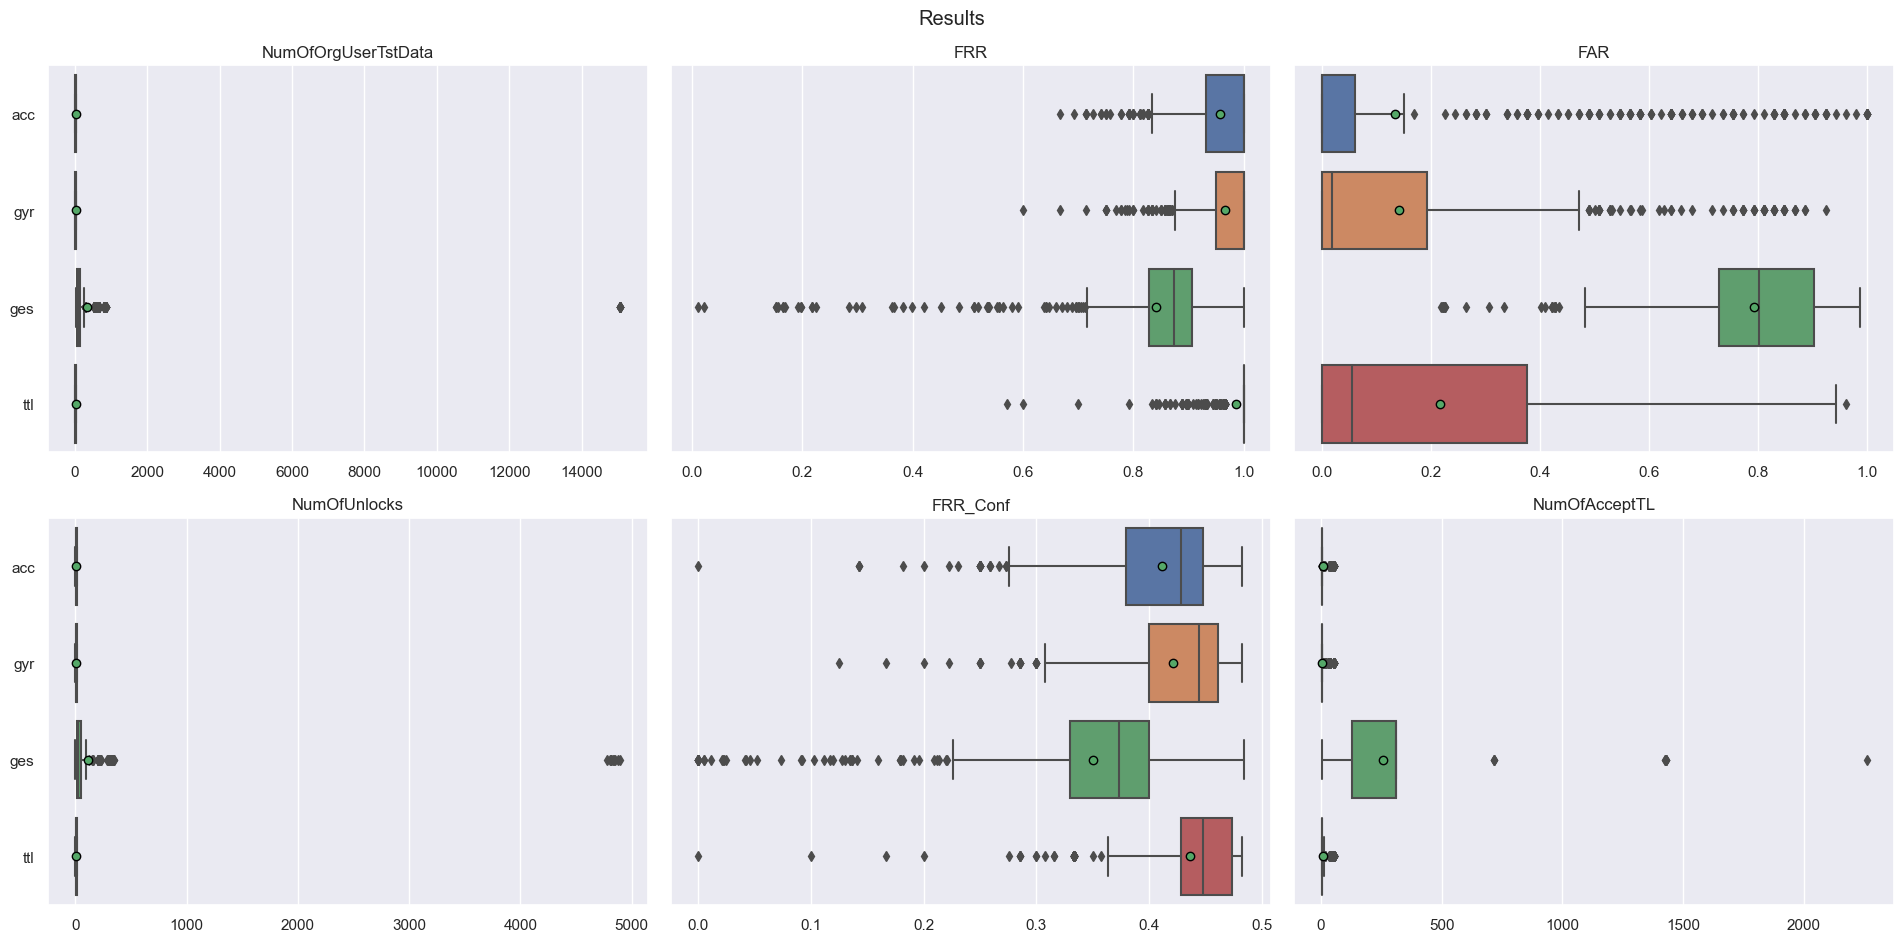 Results
NumOfOrgUserTstData
FRR
FAR
acc
gyr
ges
ttl
0 2000 4000 6000 8000 10000 12000 14000
0.0 0.2 0.4 0.6 0.8 1.0
0.0 0.2 0.4 0.6 0.8 1.0
NumOfUnlocks
FRR_Conf
NumOfAcceptTL
acc
gyr
ges
ttl
0 1000 2000 3000 4000 5000
0.0 0.1 0.2 0.3 0.4 0.5
0 500 1000 1500 2000